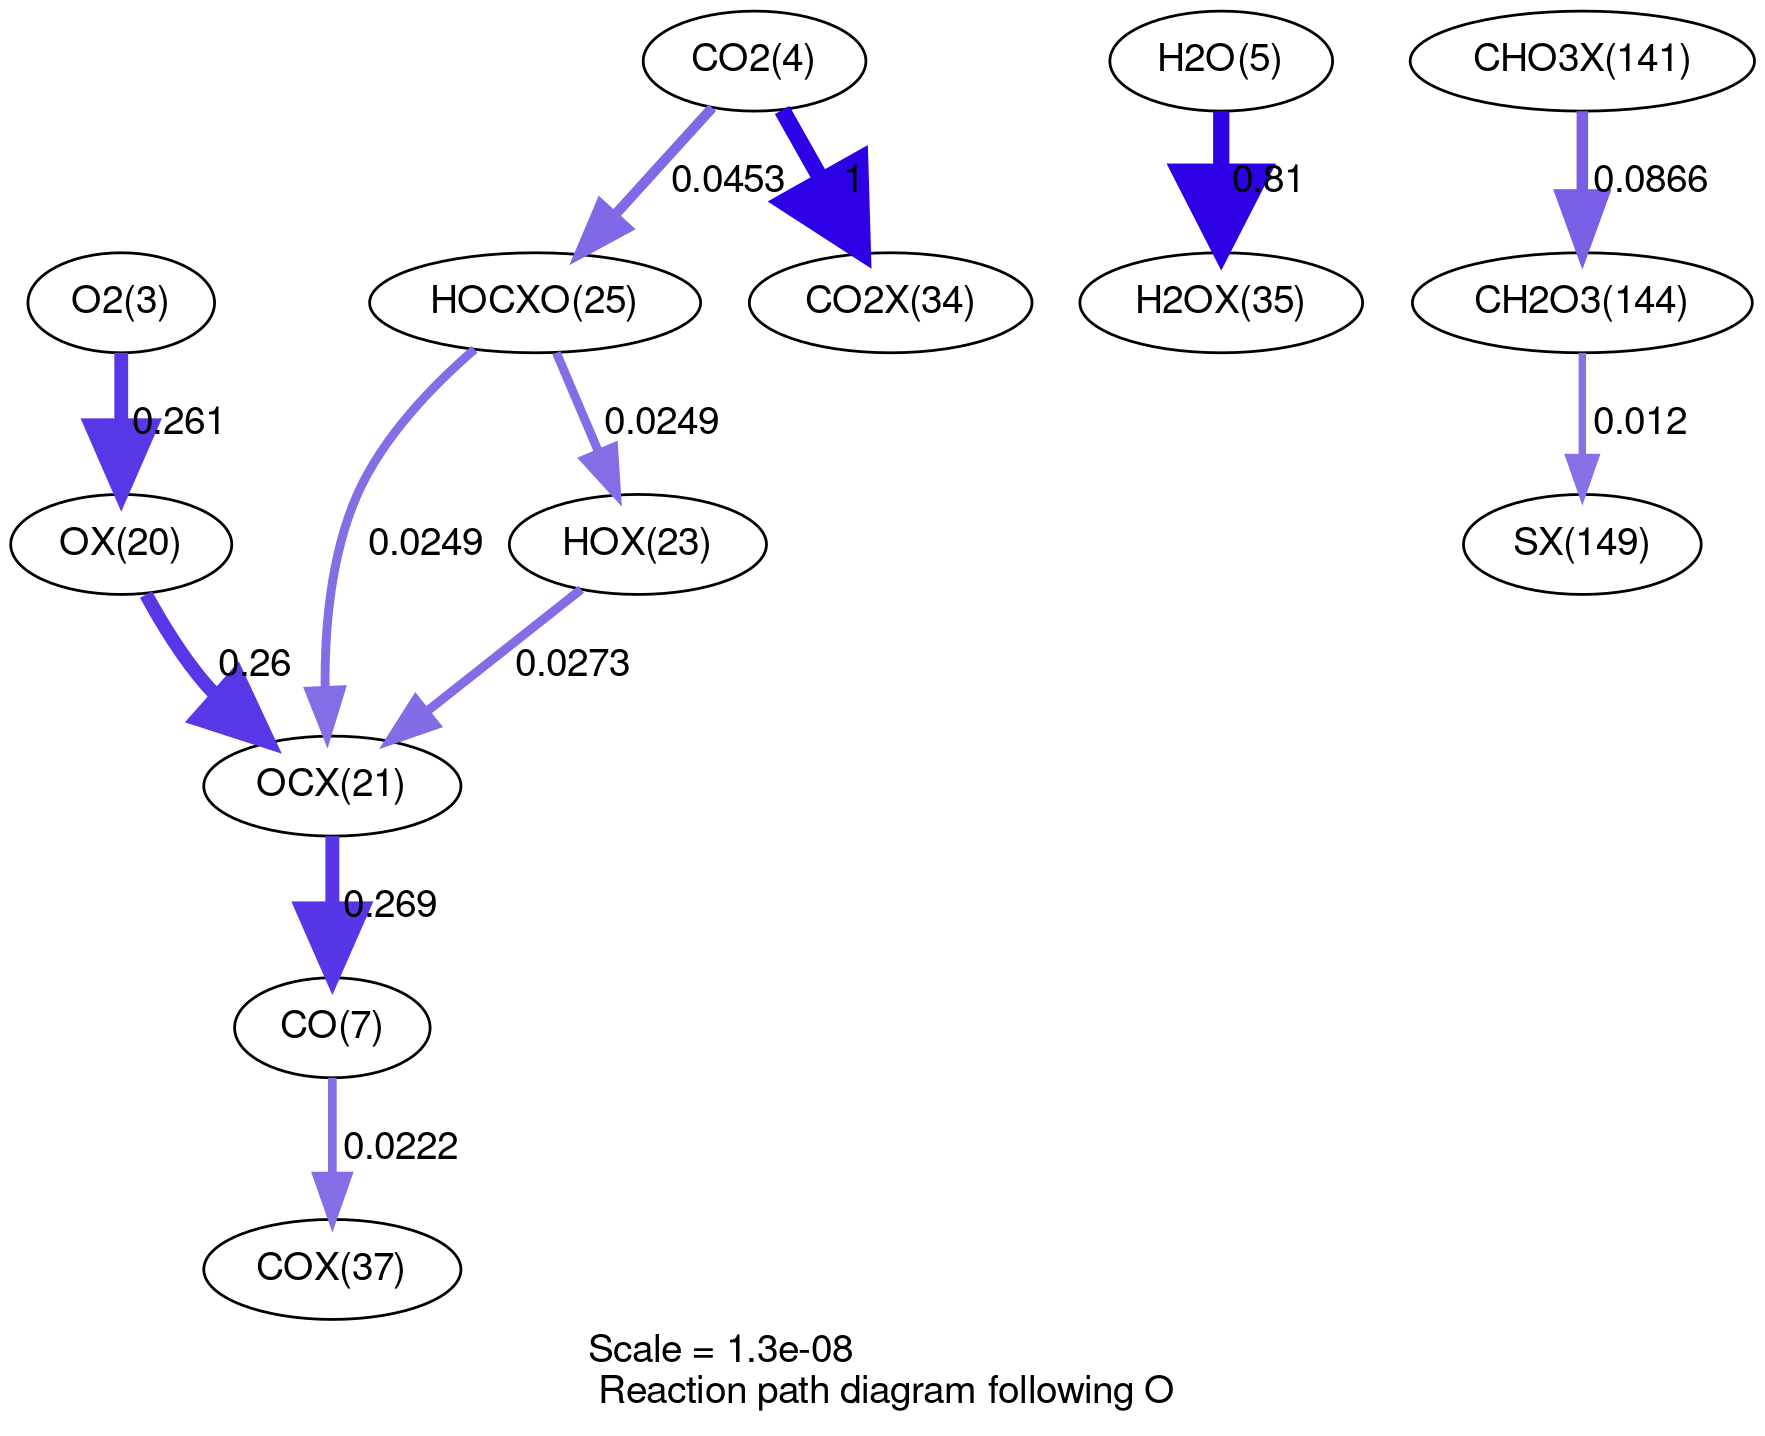 CO2(4)
H2O(5)
CHO3X(141)
0.0453
1
0.81
0.0866
O2(3)
HOCXO(25)
CO2X(34)
H2OX(35)
CH2O3(144)
0.261
0.0249
0.012
OX(20)
0.0249
HOX(23)
SX(149)
0.26
0.0273
OCX(21)
0.269
CO(7)
0.0222
COX(37)
Scale = 1.3e-08
Reaction path diagram following O